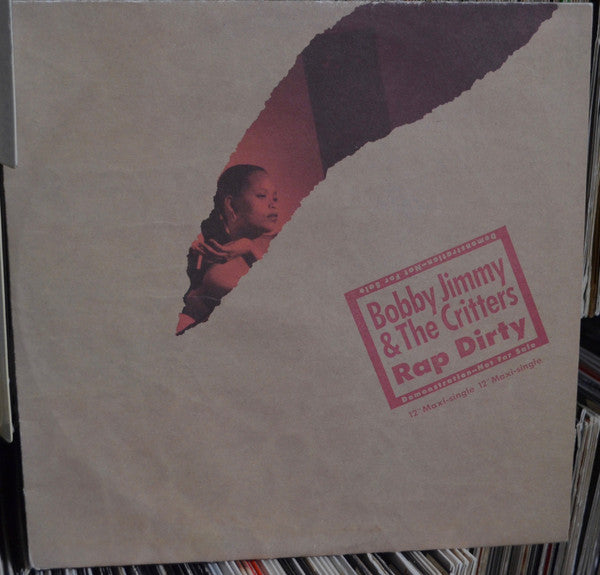 Demonstration–Not For Sale
Bobby Jimmy
& The Critters
Rap Dirty
Demonstration–Not For Sale
12" Maxi-single 12" Maxi-single